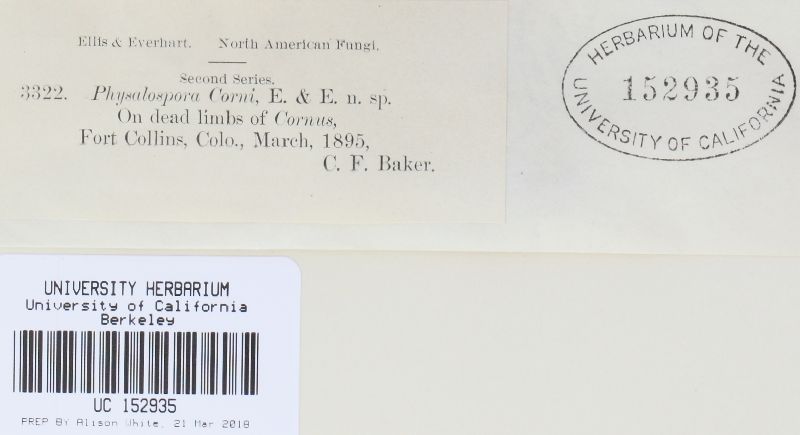 Ellis & Everhart. North American Fungi.
Second Series.
3322. Physalospora Corni, E. & E. n. sp.
On dead limbs of Cornus,
Fort Collins, Colo., March, 1895,
C. F. Baker.
HERBARIUM OF THE
152935
UNIVERSITY OF CALIFORNIA
UNIVERSITY HERBARIUM
University of California
Berkeley
UC 152935
PREP BY Alison White, 21 Mar 2018